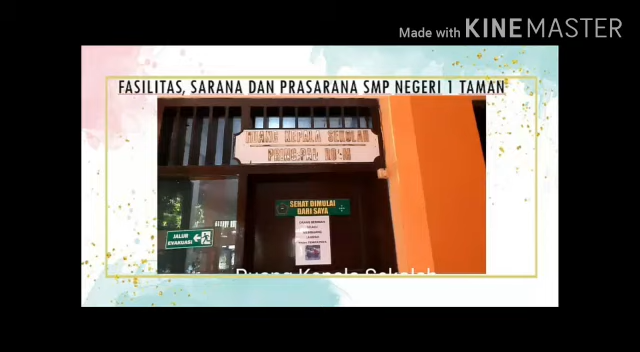 Made with KINEMASTER
FASILITAS, SARANA DAN PRASARANA SMP NEGERI 1 TAMAN
RUANG KEPALA SEKOLAH
PRINCIPAL ROOM
SEHAT DIMULAI
DARI SAYA
JALUR
EVAKUASI
Ruang Kepala Sekolah